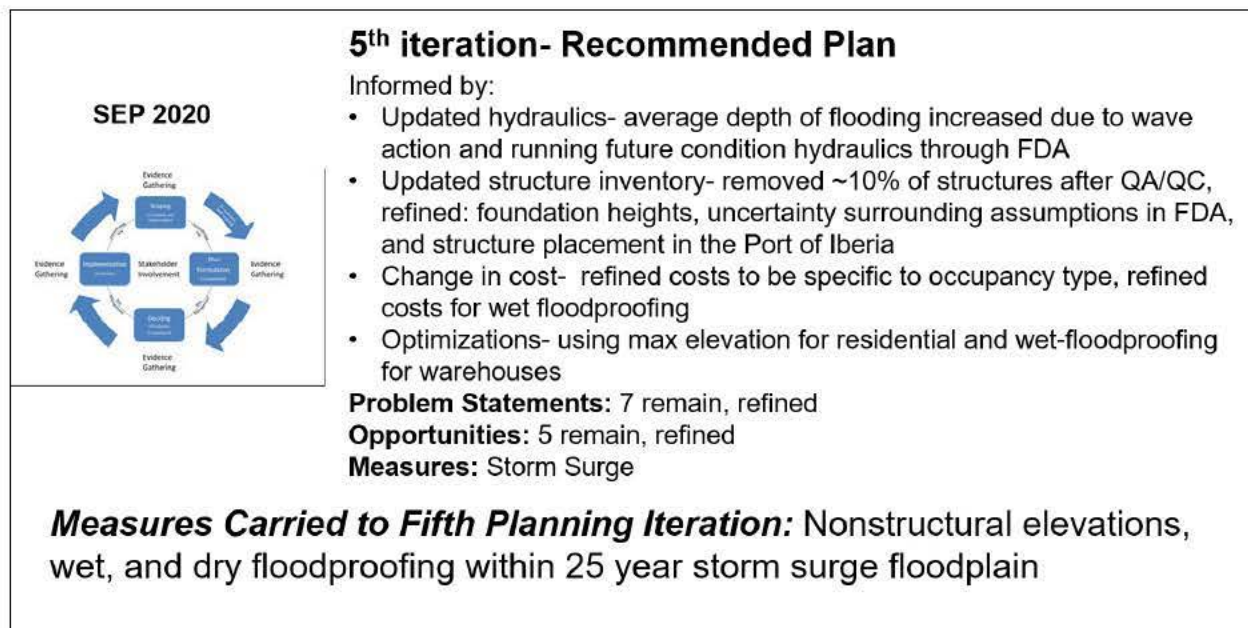 5th iteration- Recommended Plan
Informed by:
SEP 2020
• Updated hydraulics- average depth of flooding increased due to wave
action and running future condition hydraulics through FDA
• Updated structure inventory- removed ~10% of structures after QA/QC,
refined: foundation heights, uncertainty surrounding assumptions in FDA,
and structure placement in the Port of Iberia
• Change in cost- refined costs to be specific to occupancy type, refined
costs for wet floodproofing
• Optimizations- using max elevation for residential and wet-floodproofing
for warehouses
Problem Statements: 7 remain, refined
Opportunities: 5 remain, refined
Measures: Storm Surge
Evidence
Gathering
Scoping
Evidence
Gathering
Implementation
Stakeholder
Involvement
Plan
Formulation
Evidence
Gathering
Deciding
Evidence
Gathering
Measures Carried to Fifth Planning Iteration: Nonstructural elevations,
wet, and dry floodproofing within 25 year storm surge floodplain